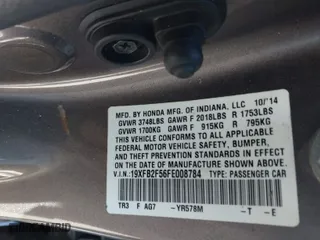 MFD. BY HONDA MFG. OF INDIANA, LLC 10/'14
GVWR 3748LBS GAWR F 2018LBS R 1753LBS
GVWR 1700KG GAWR F 915KG R 795KG
THIS VEHICLE CONFORMS TO ALL APPLICABLE
FEDERAL MOTOR VEHICLE SAFETY, BUMPER,
AND THEFT PREVENTION STANDARDS IN
EFFECT ON THE DATE OF MANUFACTURE
SHOWN ABOVE.
V.I.N: 19XFB2F56FE008784 TYPE: PASSENGER CAR
TR3 F AG7 -YR578M -T -E